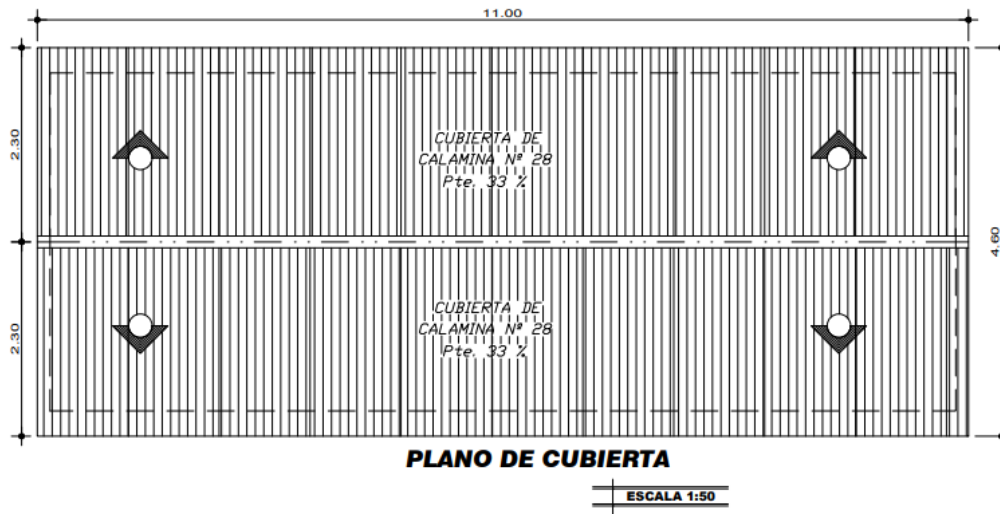 11.00
2.30
CUBIERTA DE
CALAMINA Nº 28
Pte. 33 %
4.60
2.30
CUBIERTA DE
CALAMINA Nº 28
Pte. 33 %
PLANO DE CUBIERTA
ESCALA 1:50